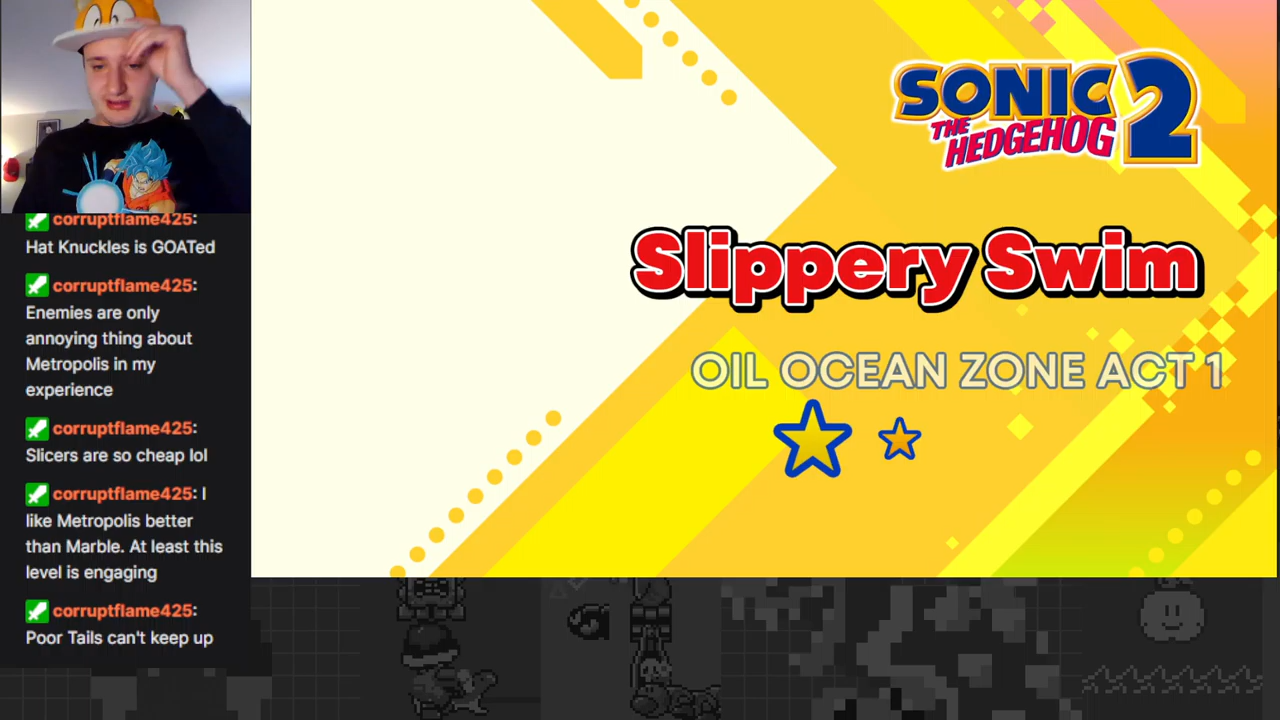 corruptflame425:
Hat Knuckles is GOATed
corruptflame425:
Enemies are only
annoying thing about
Metropolis in my
experience
corruptflame425:
Slicers are so cheap lol
corruptflame425: I
like Metropolis better
than Marble. At least this
level is engaging
corruptflame425:
Poor Tails can't keep up
SONIC
THE
HEDGEHOG
2
Slippery Swim
OIL OCEAN ZONE ACT 1